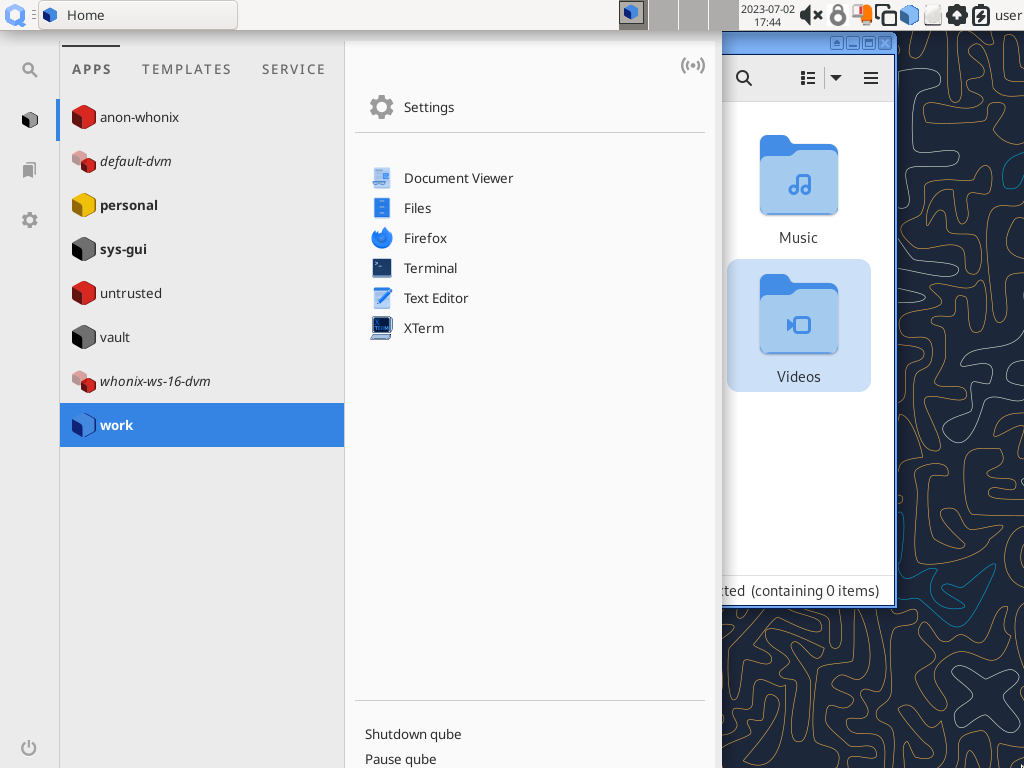 Home
2023-07-02
17:44
user
APPS TEMPLATES SERVICE
anon-whonix
default-dvm
personal
sys-gui
untrusted
vault
whonix-ws-16-dvm
work
Settings
Document Viewer
Files
Firefox
Terminal
Text Editor
XTerm
Shutdown qube
Pause qube
Music
Videos
cted (containing 0 items)